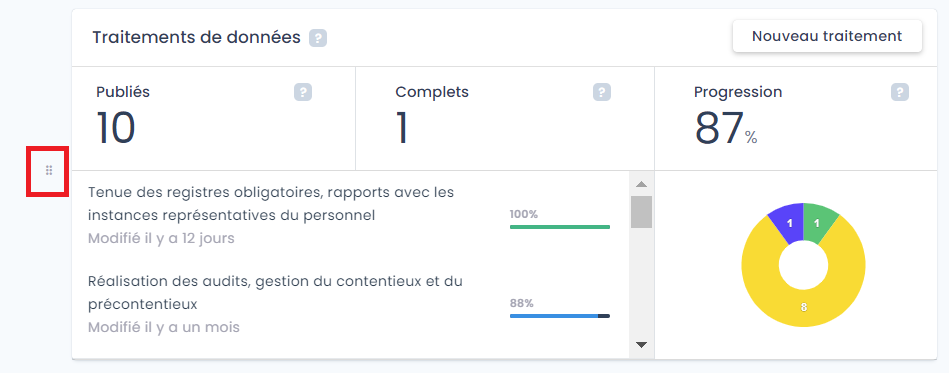 Traitements de données ?
Nouveau traitement
Publiés ?
10
Complets ?
1
Progression ?
87%
Tenue des registres obligatoires, rapports avec les
instances représentatives du personnel
Modifié il y a 12 jours
100%
Réalisation des audits, gestion du contentieux et du
précontentieux
Modifié il y a un mois
88%
1
1
8